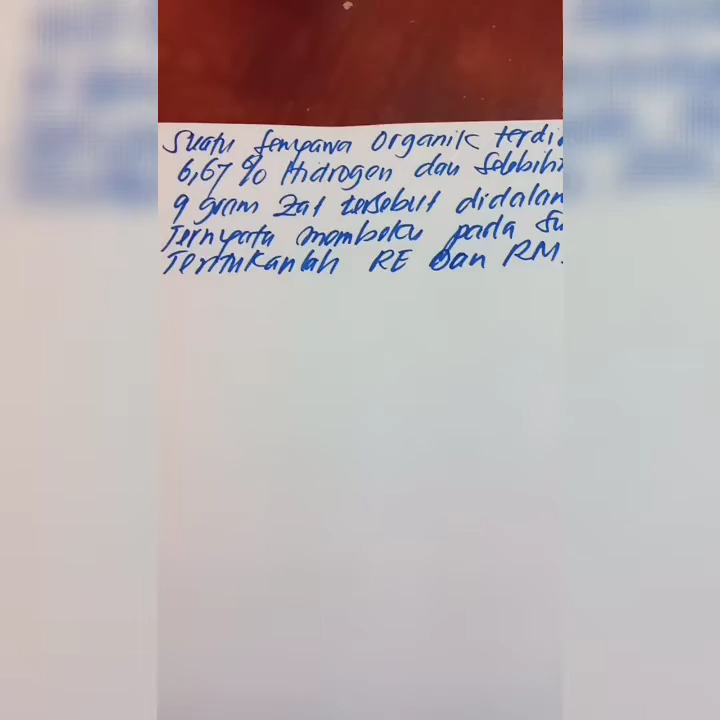 Suatu Senyawa Organik terdi
6,67 % Hidrogen dan Selebihn
9 gram Zat tersebut didalam
Ternyata membeku pada Su
Tentukanlah RE Dan RM.